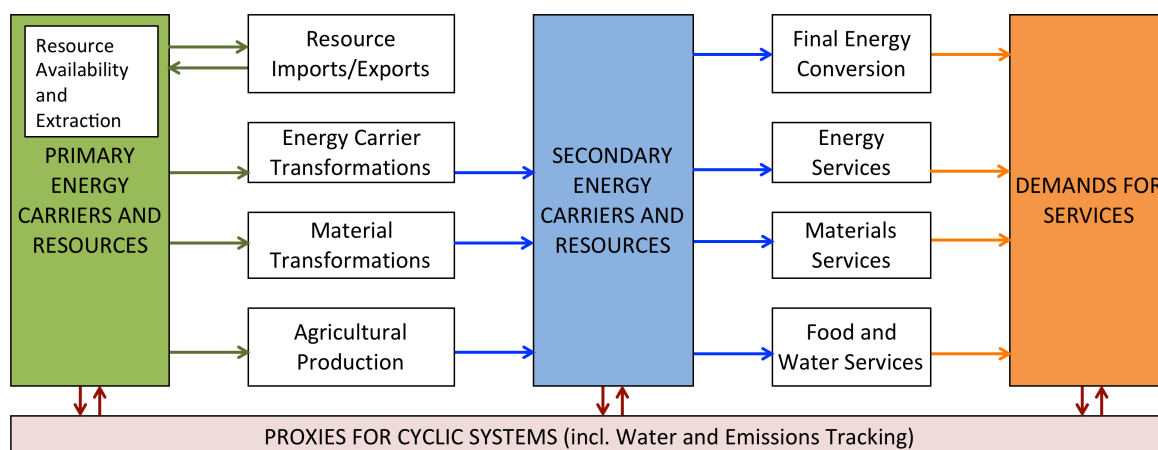 Resource
Availability
and
Extraction
PRIMARY
ENERGY
CARRIERS AND
RESOURCES
Resource
Imports/Exports
Energy Carrier
Transformations
Material
Transformations
Agricultural
Production
SECONDARY
ENERGY
CARRIERS AND
RESOURCES
Final Energy
Conversion
Energy
Services
Materials
Services
Food and
Water Services
DEMANDS FOR
SERVICES
PROXIES FOR CYCLIC SYSTEMS (incl. Water and Emissions Tracking)